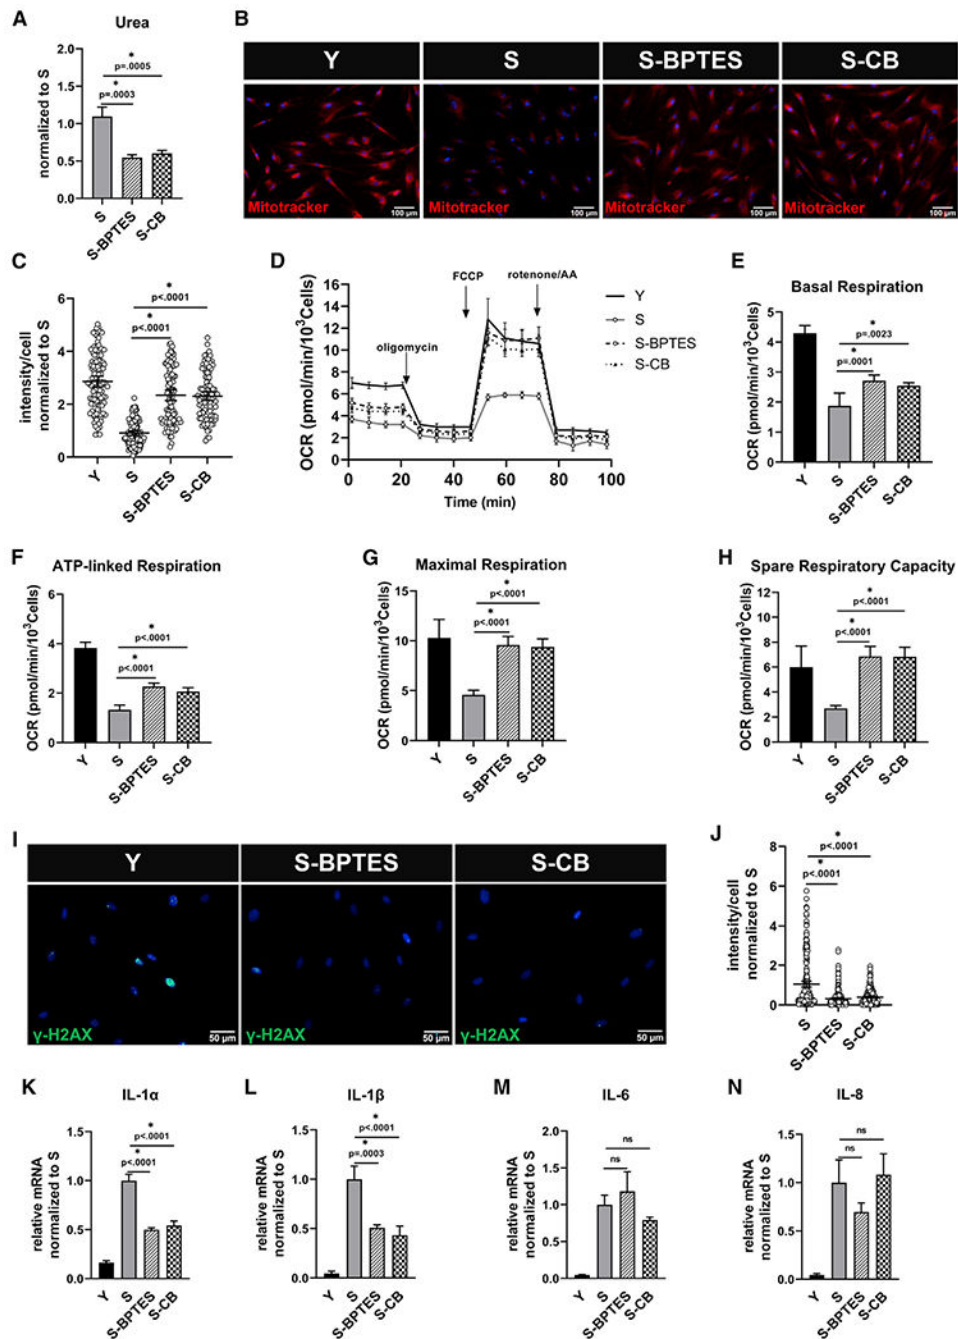 A
Urea
normalized to S
2.0
1.5
1.0
0.5
0.0
*
p=.0005
*
p=.0003
S
S-BPTES
S-CB
B
Y
S
S-BPTES
S-CB
Mitotracker
100 µm
Mitotracker
100 µm
Mitotracker
100 µm
Mitotracker
100 µm
C
intensity/cell
normalized to S
6
4
2
0
*
p<.0001
*
p<.0001
Y
S
S-BPTES
S-CB
D
OCR (pmol/min/10³Cells)
16
14
12
10
8
6
4
2
0
oligomycin
FCCP
rotenone/AA
Y
S
S-BPTES
S-CB
0
20
40
60
80
100
Time (min)
E
Basal Respiration
OCR (pmol/min/10³Cells)
5
4
3
2
1
0
*
p=.0023
*
p=.0001
Y
S
S-BPTES
S-CB
F
ATP-linked Respiration
OCR (pmol/min/10³Cells)
6
4
2
0
*
p<.0001
*
p<.0001
Y
S
S-BPTES
S-CB
G
Maximal Respiration
OCR (pmol/min/10³Cells)
15
10
5
0
*
p<.0001
*
p<.0001
Y
S
S-BPTES
S-CB
H
Spare Respiratory Capacity
OCR (pmol/min/10³Cells)
12
10
8
6
4
2
0
*
p<.0001
*
p<.0001
Y
S
S-BPTES
S-CB
I
Y
S-BPTES
S-CB
γ-H2AX
50 µm
γ-H2AX
50 µm
γ-H2AX
50 µm
J
intensity/cell
normalized to S
8
6
4
2
0
*
p<.0001
*
p<.0001
S
S-BPTES
S-CB
K
IL-1α
relative mRNA
normalized to S
1.5
1.0
0.5
0.0
*
p<.0001
*
p<.0001
Y
S
S-BPTES
S-CB
L
IL-1β
relative mRNA
normalized to S
1.5
1.0
0.5
0.0
*
p<.0001
*
p=.0003
Y
S
S-BPTES
S-CB
M
IL-6
relative mRNA
normalized to S
2.0
1.5
1.0
0.5
0.0
ns
ns
Y
S
S-BPTES
S-CB
N
IL-8
relative mRNA
normalized to S
1.5
1.0
0.5
0.0
ns
ns
Y
S
S-BPTES
S-CB